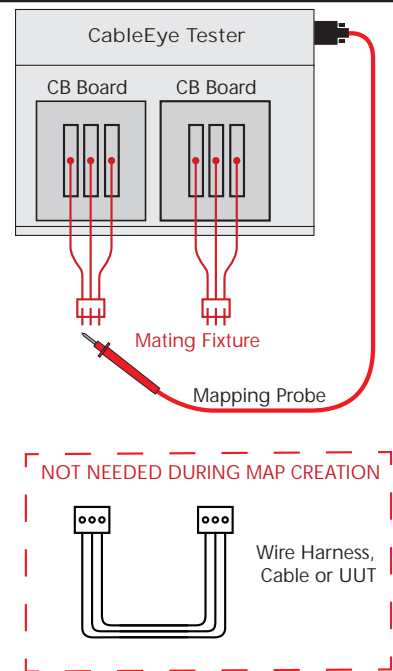 CableEye Tester
CB Board CB Board
Mating Fixture
Mapping Probe
NOT NEEDED DURING MAP CREATION
Wire Harness,
Cable or UUT